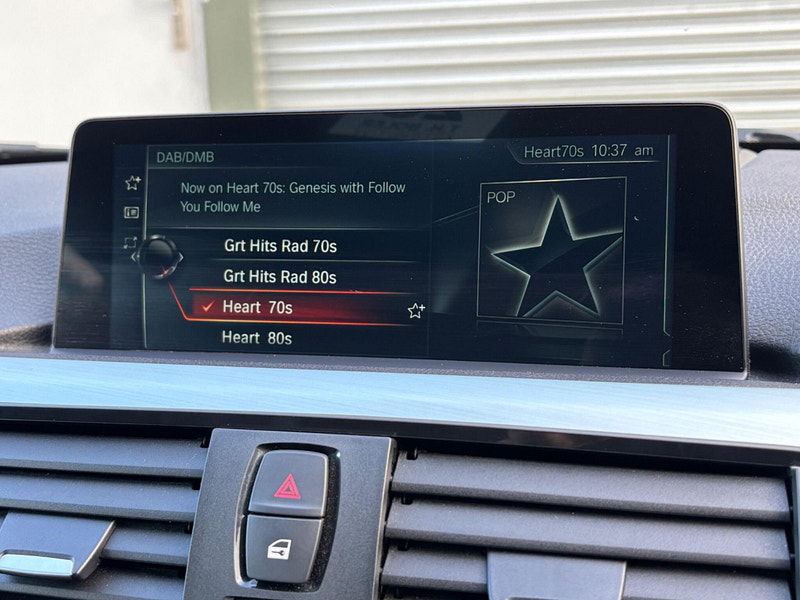 DAB/DMB
Heart70s 10:37 am
Now on Heart 70s: Genesis with Follow
You Follow Me
POP
Grt Hits Rad 70s
Grt Hits Rad 80s
Heart 70s
Heart 80s